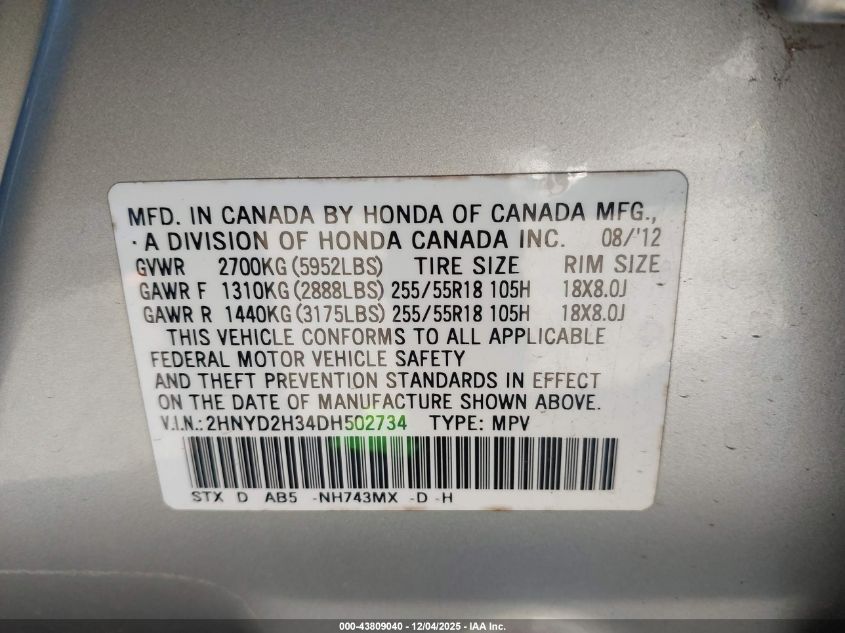 MFD. IN CANADA BY HONDA OF CANADA MFG.,
· A DIVISION OF HONDA CANADA INC. 08/'12
GVWR 2700KG (5952LBS) TIRE SIZE RIM SIZE
GAWR F 1310KG (2888LBS) 255/55R18 105H 18X8.0J
GAWR R 1440KG (3175LBS) 255/55R18 105H 18X8.0J
THIS VEHICLE CONFORMS TO ALL APPLICABLE
FEDERAL MOTOR VEHICLE SAFETY
AND THEFT PREVENTION STANDARDS IN EFFECT
ON THE DATE OF MANUFACTURE SHOWN ABOVE.
V.I.N.: 2HNYD2H34DH502734 TYPE: MPV
STX D AB5 -NH743MX -D -H
000-43809040 - 12/04/2025 - IAA Inc.